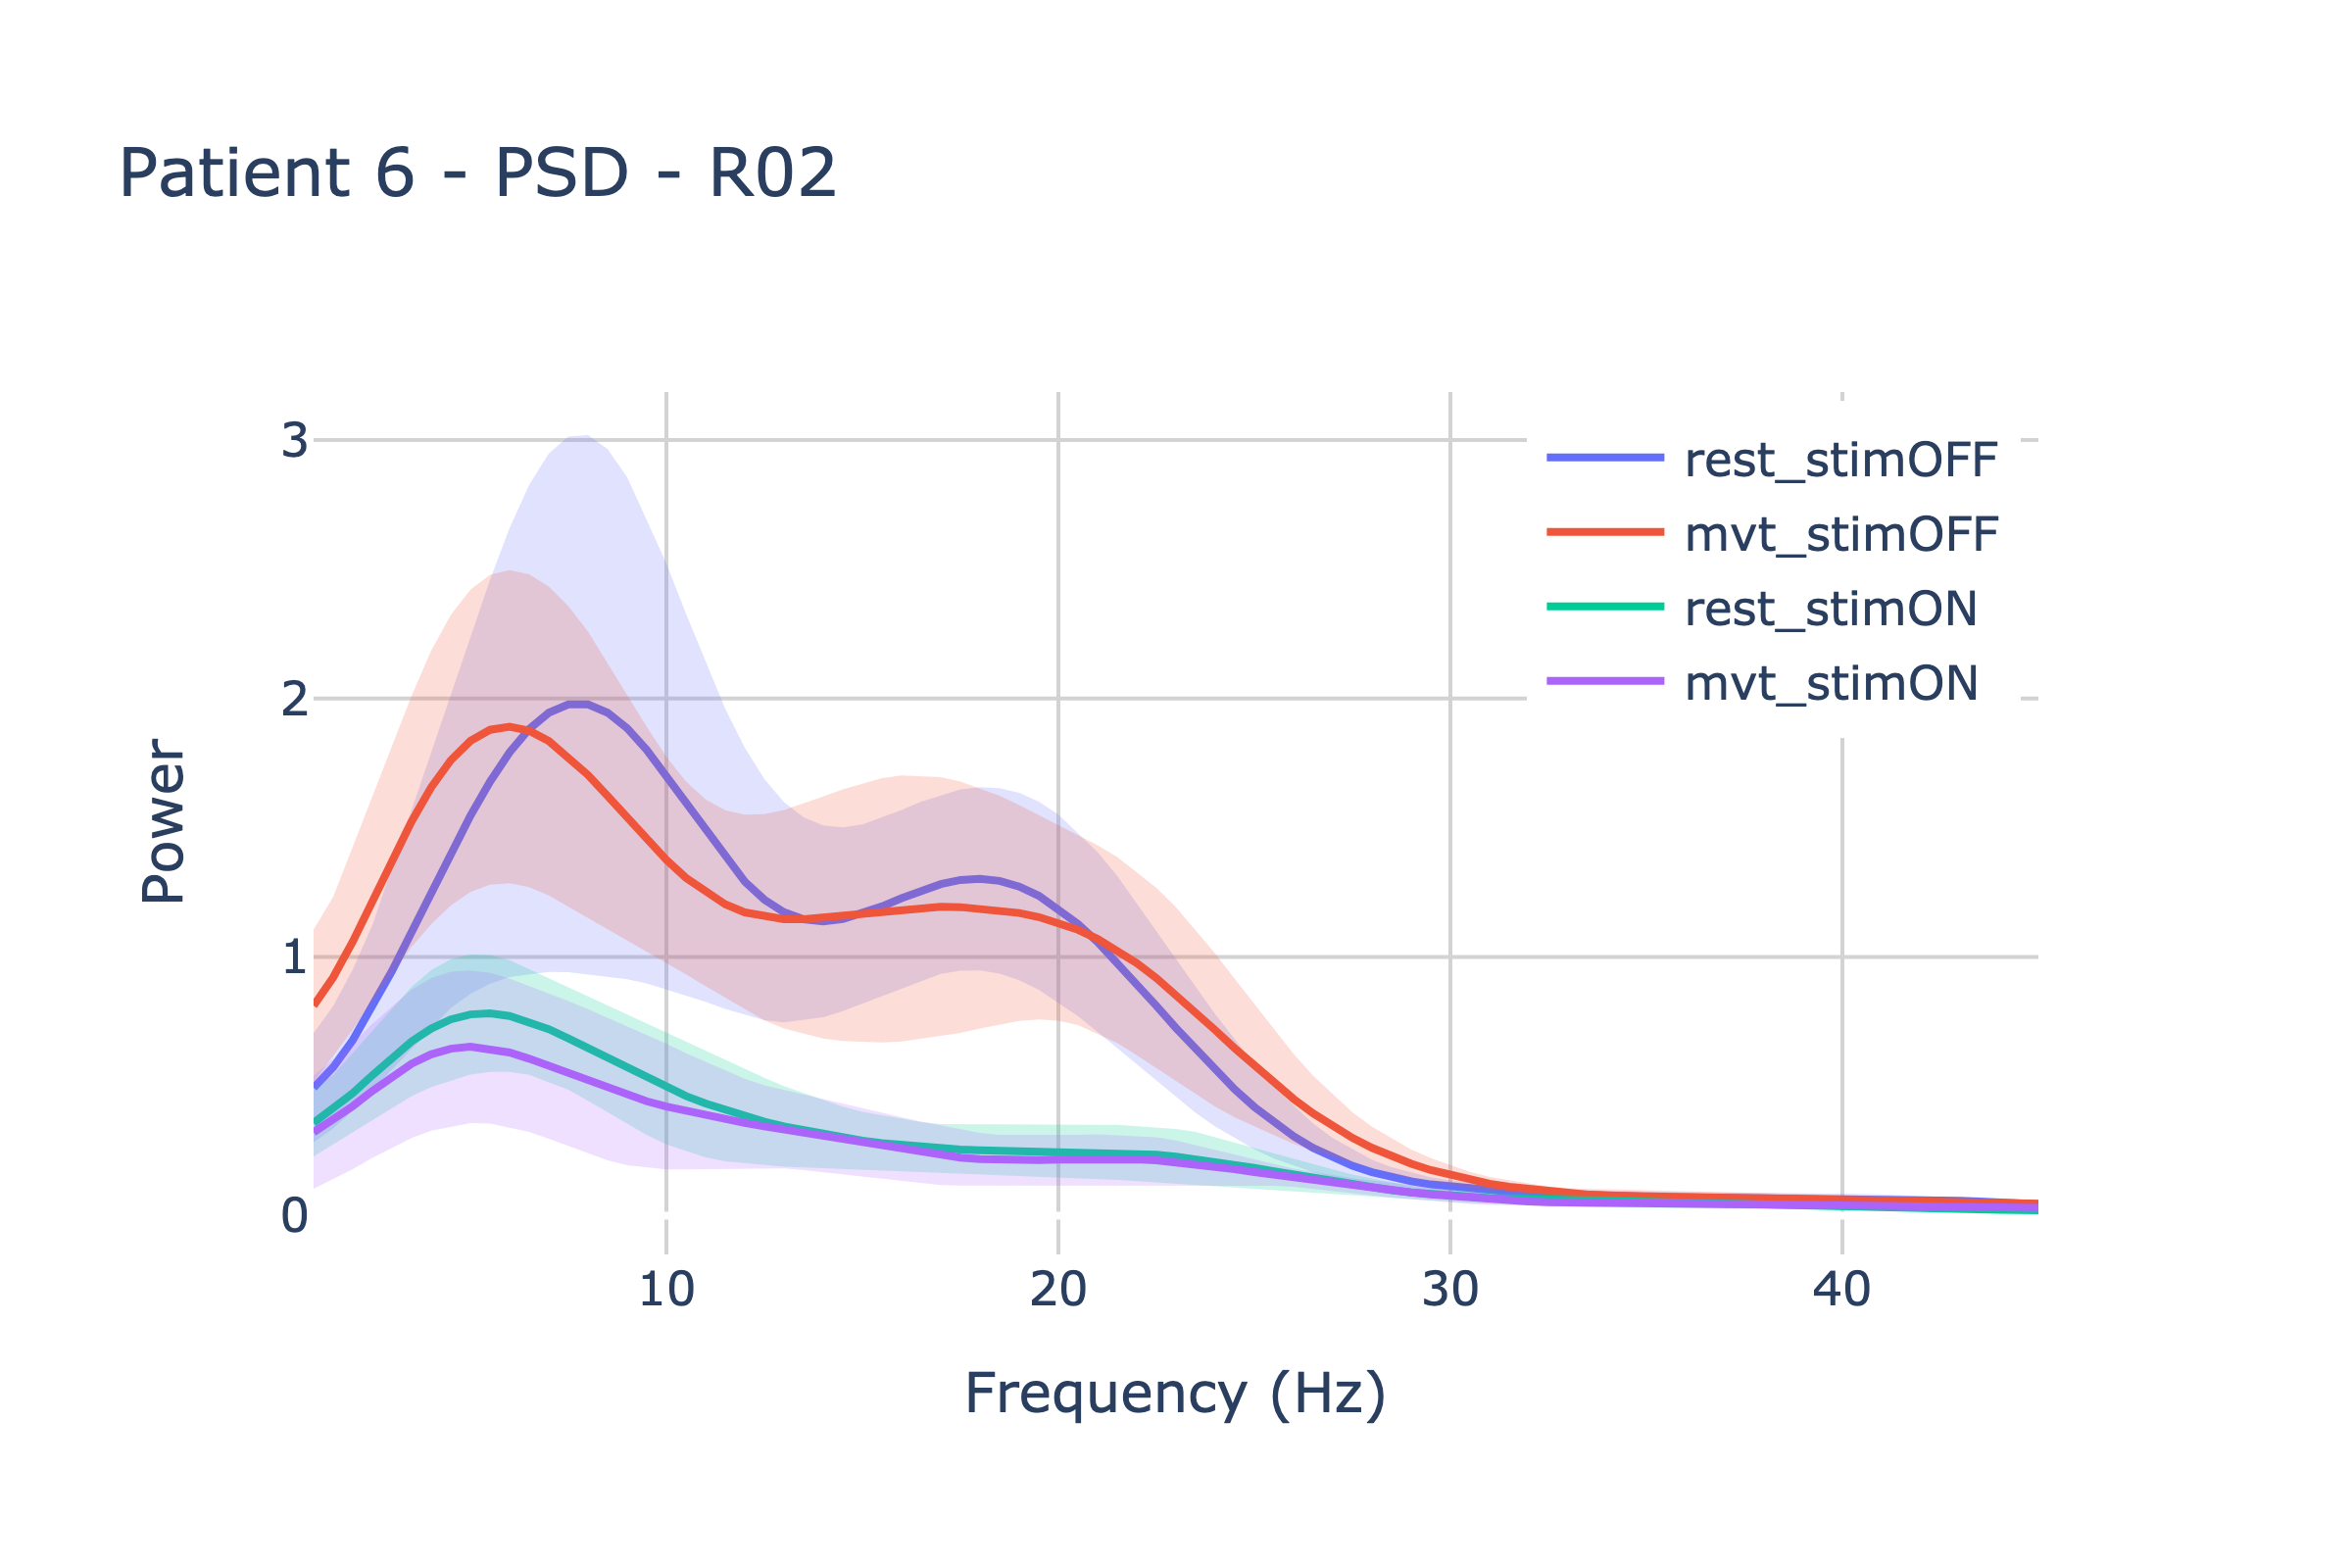 Patient 6 - PSD - R02
3
2
1
0
Power
rest_stimOFF
mvt_stimOFF
rest_stimON
mvt_stimON
10 20 30 40
Frequency (Hz)